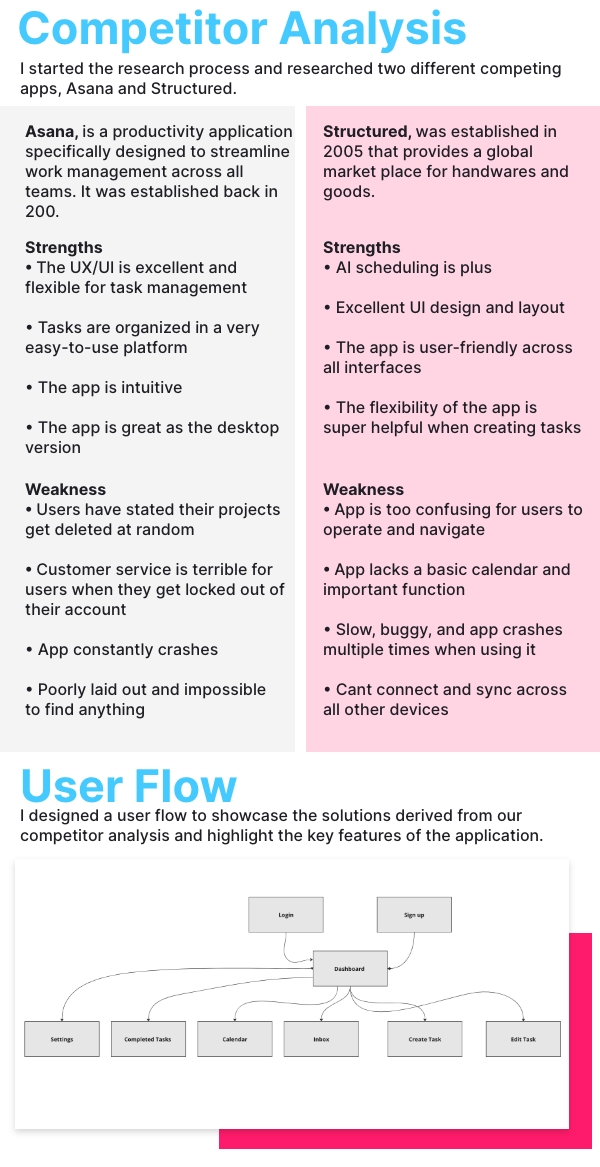 Competitor Analysis
I started the research process and researched two different competing
apps, Asana and Structured.
Asana, is a productivity application
specifically designed to streamline
work management across all
teams. It was established back in
200.
Strengths
• The UX/UI is excellent and
flexible for task management
• Tasks are organized in a very
easy-to-use platform
• The app is intuitive
• The app is great as the desktop
version
Weakness
• Users have stated their projects
get deleted at random
• Customer service is terrible for
users when they get locked out of
their account
• App constantly crashes
• Poorly laid out and impossible
to find anything
Structured, was established in
2005 that provides a global
market place for handwares and
goods.
Strengths
• AI scheduling is plus
• Excellent UI design and layout
• The app is user-friendly across
all interfaces
• The flexibility of the app is
super helpful when creating tasks
Weakness
• App is too confusing for users to
operate and navigate
• App lacks a basic calendar and
important function
• Slow, buggy, and app crashes
multiple times when using it
• Cant connect and sync across
all other devices
User Flow
I designed a user flow to showcase the solutions derived from our
competitor analysis and highlight the key features of the application.
Login
Sign up
Dashboard
Settings
Completed Tasks
Calendar
Inbox
Create Task
Edit Task